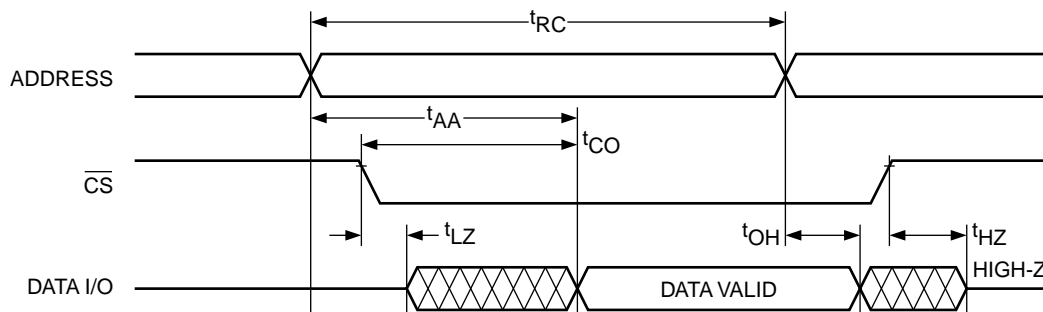 tRC
ADDRESS
tAA
tCO
CS
tLZ
tOH
tHZ
DATA I/O
DATA VALID
HIGH-Z